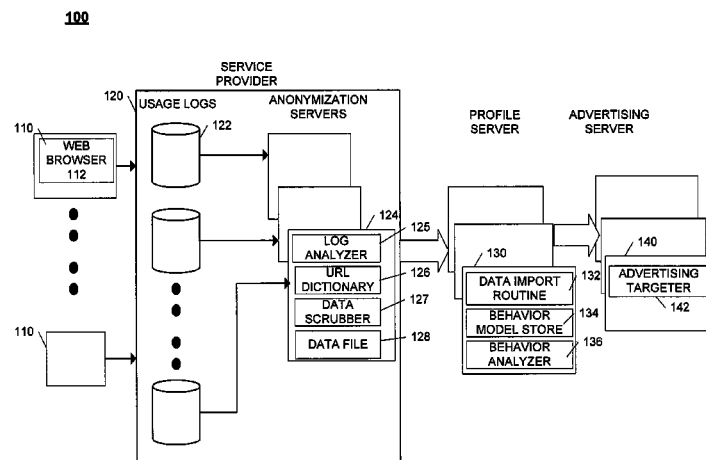 100
SERVICE
PROVIDER
120
USAGE LOGS
ANONYMIZATION
SERVERS
122
PROFILE
SERVER
ADVERTISING
SERVER
110
WEB
BROWSER
112
124
LOG
ANALYZER
125
URL
DICTIONARY
126
DATA
SCRUBBER
127
DATA FILE
128
130
DATA IMPORT
ROUTINE
132
BEHAVIOR
MODEL STORE
134
BEHAVIOR
ANALYZER
136
140
ADVERTISING
TARGETER
142
110